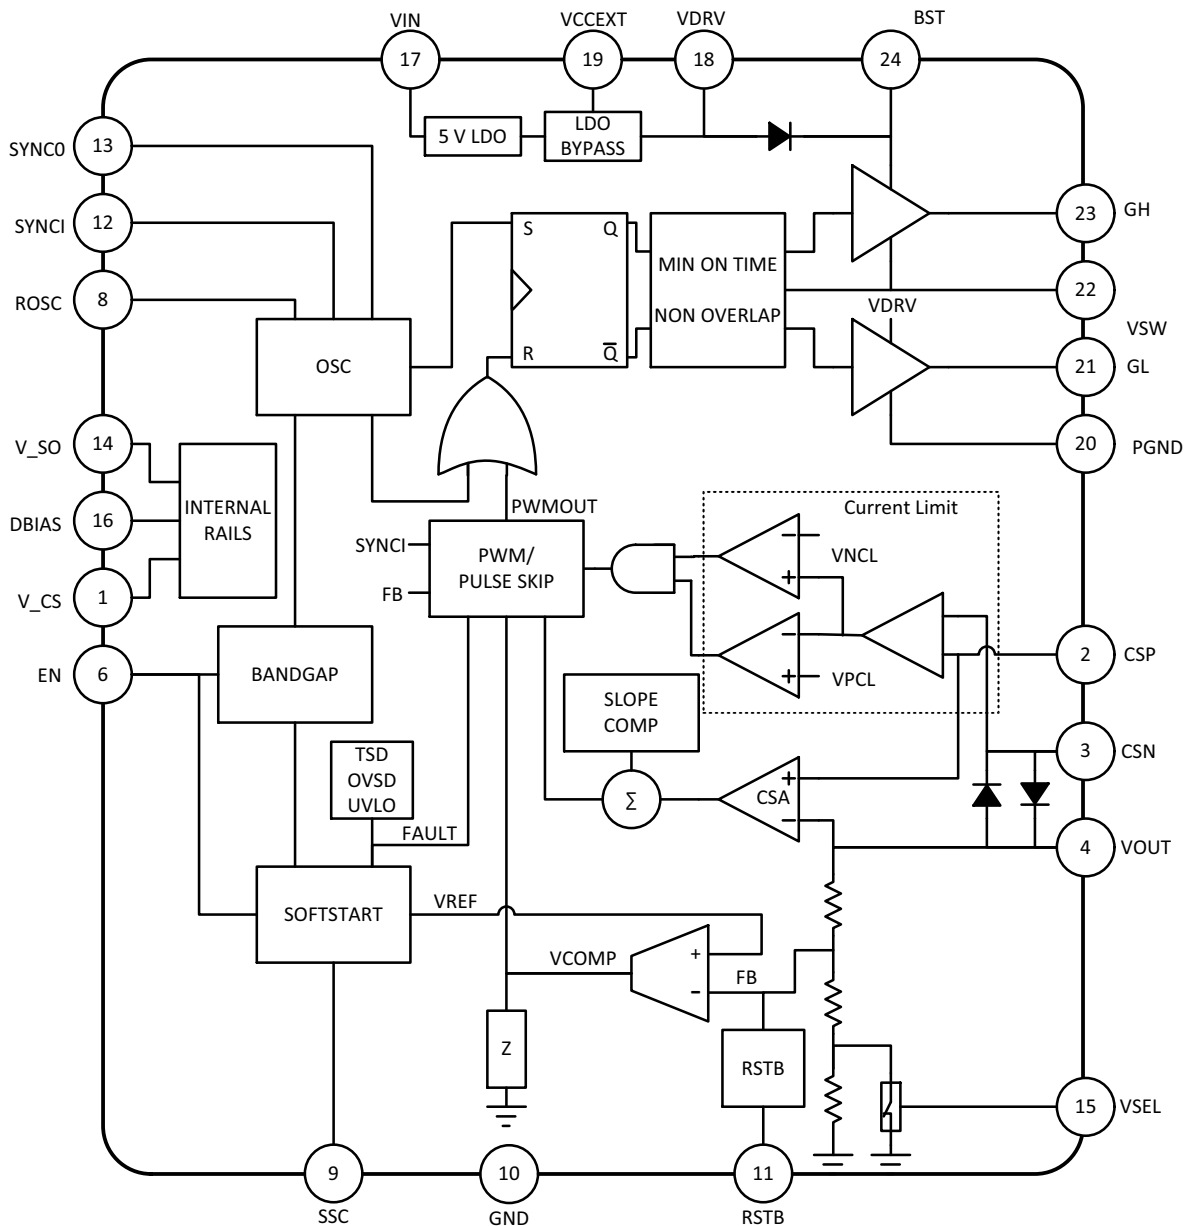 VIN
VCCEXT
VDRV
BST
17
19
18
24
SYNC0
13
5 V LDO
LDO
BYPASS
SYNCI
12
S
Q
MIN ON TIME
23
GH
ROSC
8
NON OVERLAP
VDRV
22
VSW
OSC
R
Q̅
21
GL
V_SO
14
20
PGND
INTERNAL
RAILS
DBIAS
16
PWMOUT
Current Limit
SYNCI
PWM/
PULSE SKIP
VNCL
−
+
FB
V_CS
1
EN
6
BANDGAP
−
+
VPCL
2
CSP
SLOPE
COMP
TSD
OVSD
UVLO
3
CSN
Σ
CSA
+
−
FAULT
4
VOUT
SOFTSTART
VREF
VCOMP
+
−
FB
Z
RSTB
15
VSEL
9
10
11
SSC
GND
RSTB